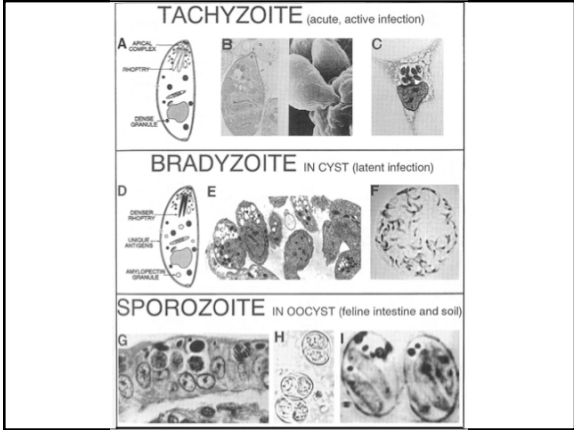 TACHYZOITE (acute, active infection)
A
APICAL
COMPLEX
RHOPTRY
DENSE
GRANULE
B
C
BRADYZOITE IN CYST (latent infection)
D
DENSER
RHOPTRY
UNIQUE
ANTIGENS
AMYLOPECTIN
GRANULE
E
F
SPOROZOITE IN OOCYST (feline intestine and soil)
G
H
I